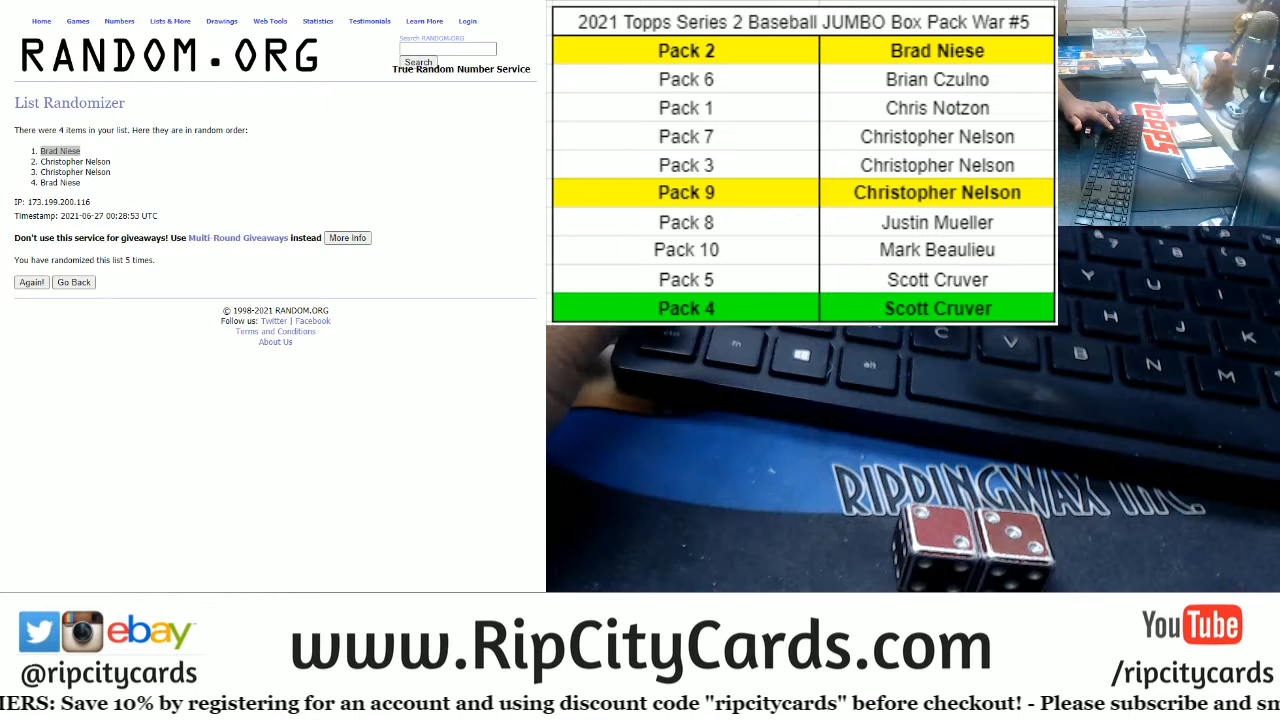 Home Games Numbers Lists & More Drawings Web Tools Statistics Testimonials Learn More Login
RANDOM.ORG
Search RANDOM.ORG
Search
True Random Number Service
List Randomizer
There were 4 items in your list. Here they are in random order:
1. Brad Niese
2. Christopher Nelson
3. Christopher Nelson
4. Brad Niese
IP: 173.199.200.116
Timestamp: 2021-06-27 00:28:53 UTC
Don't use this service for giveaways! Use Multi-Round Giveaways instead More Info
You have randomized this list 5 times.
Again! Go Back
© 1998-2021 RANDOM.ORG
Follow us: Twitter | Facebook
Terms and Conditions
About Us
2021 Topps Series 2 Baseball JUMBO Box Pack War #5
Pack 2 Brad Niese
Pack 6 Brian Czulno
Pack 1 Chris Notzon
Pack 7 Christopher Nelson
Pack 3 Christopher Nelson
Pack 9 Christopher Nelson
Pack 8 Justin Mueller
Pack 10 Mark Beaulieu
Pack 5 Scott Cruver
Pack 4 Scott Cruver
TOPPS
Y U I
H J K
fn alt C V B N M
RIPPINGWAX INC.
ebay
@ripcitycards
www.RipCityCards.com
YouTube
/ripcitycards
IERS: Save 10% by registering for an account and using discount code "ripcitycards" before checkout! - Please subscribe and sn